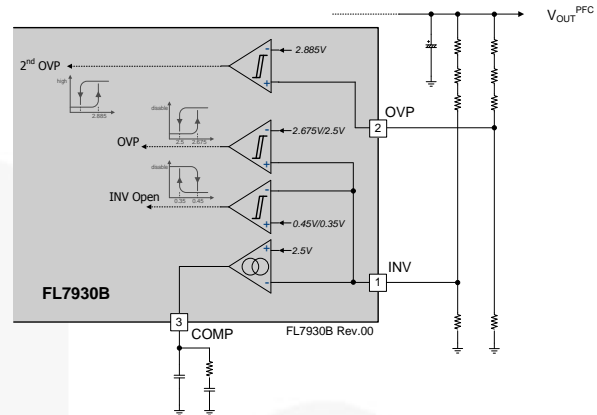 V_OUT^PFC
2nd OVP
2.885V
high
2.885
OVP
2
disable
2.675V/2.5V
OVP
2.5 2.675
disable
INV Open
0.35 0.45
0.45V/0.35V
2.5V
INV
1
FL7930B
3
COMP
FL7930B Rev.00
-
+
-
+
-
+
+
-
+